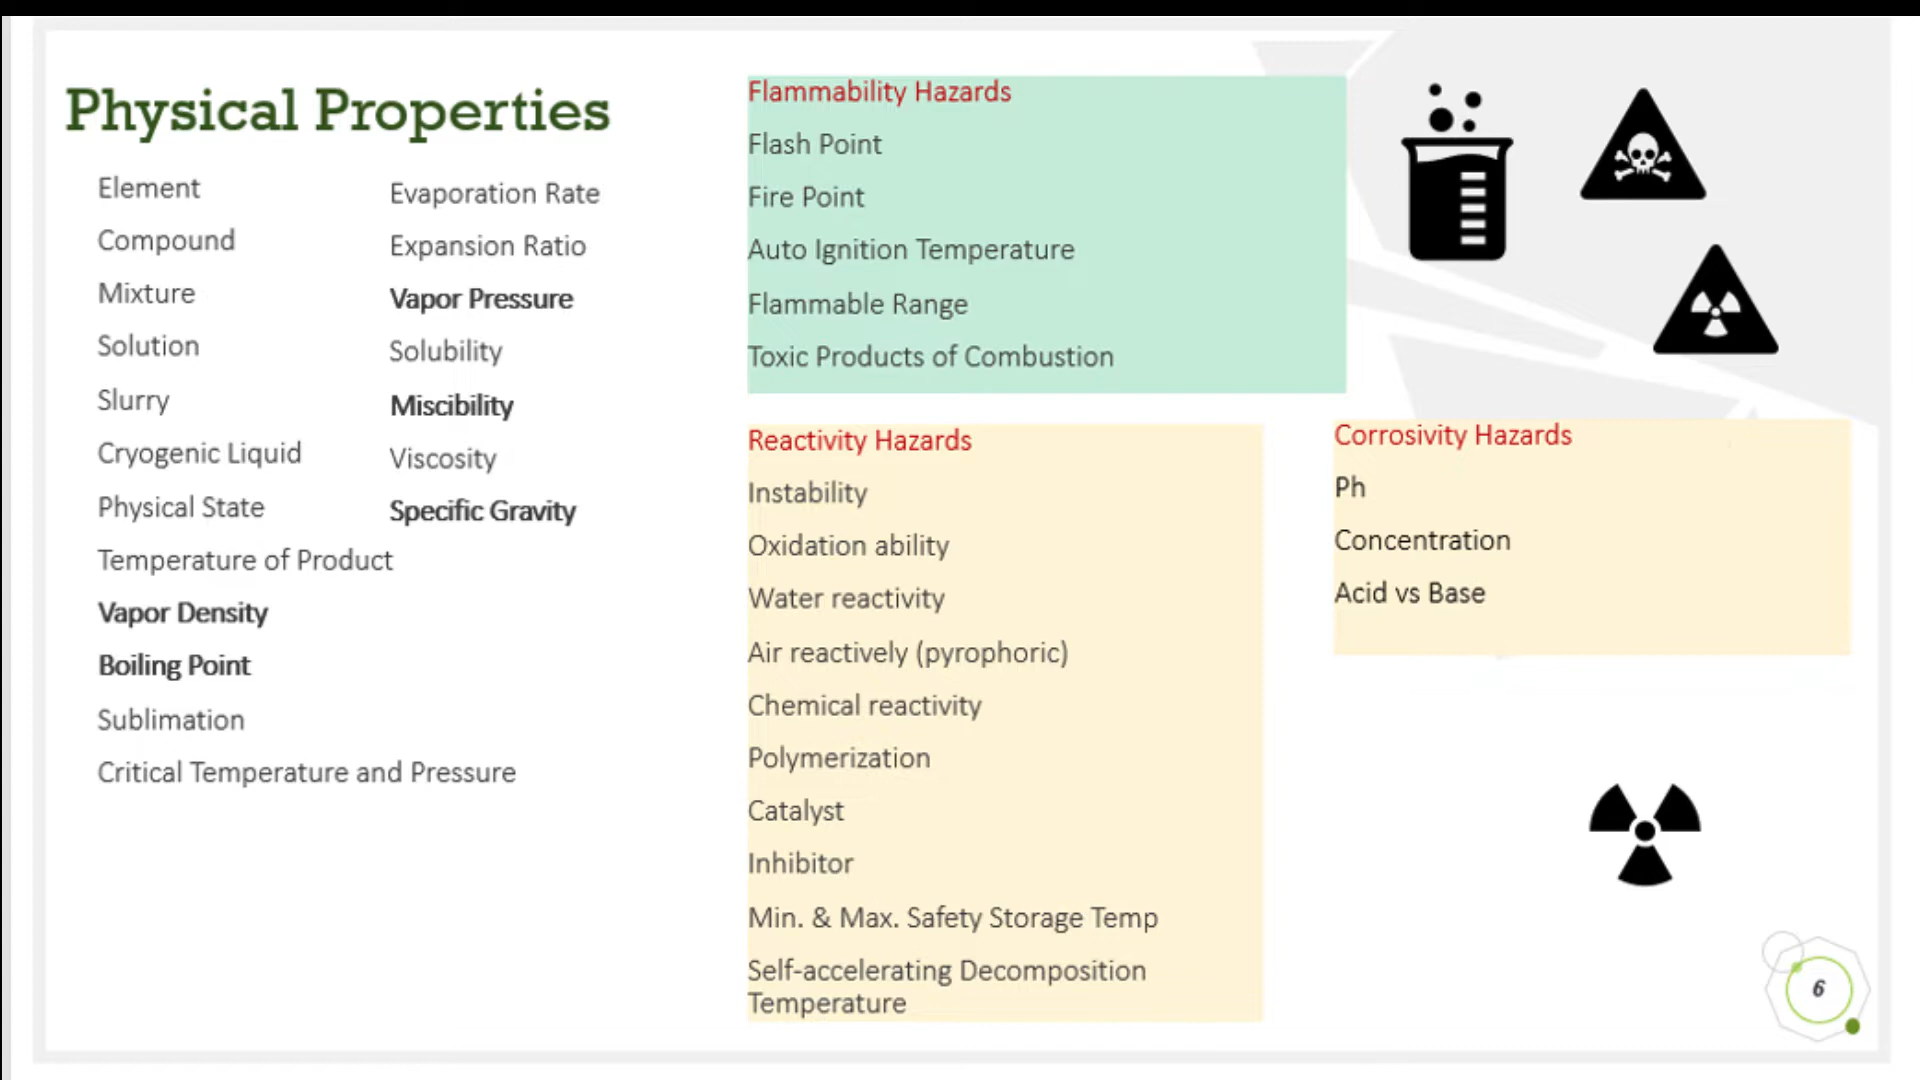 Physical Properties
Element
Compound
Mixture
Solution
Slurry
Cryogenic Liquid
Physical State
Temperature of Product
Vapor Density
Boiling Point
Sublimation
Critical Temperature and Pressure
Evaporation Rate
Expansion Ratio
Vapor Pressure
Solubility
Miscibility
Viscosity
Specific Gravity
Flammability Hazards
Flash Point
Fire Point
Auto Ignition Temperature
Flammable Range
Toxic Products of Combustion
Reactivity Hazards
Instability
Oxidation ability
Water reactivity
Air reactively (pyrophoric)
Chemical reactivity
Polymerization
Catalyst
Inhibitor
Min. & Max. Safety Storage Temp
Self-accelerating Decomposition
Temperature
Corrosivity Hazards
Ph
Concentration
Acid vs Base
6